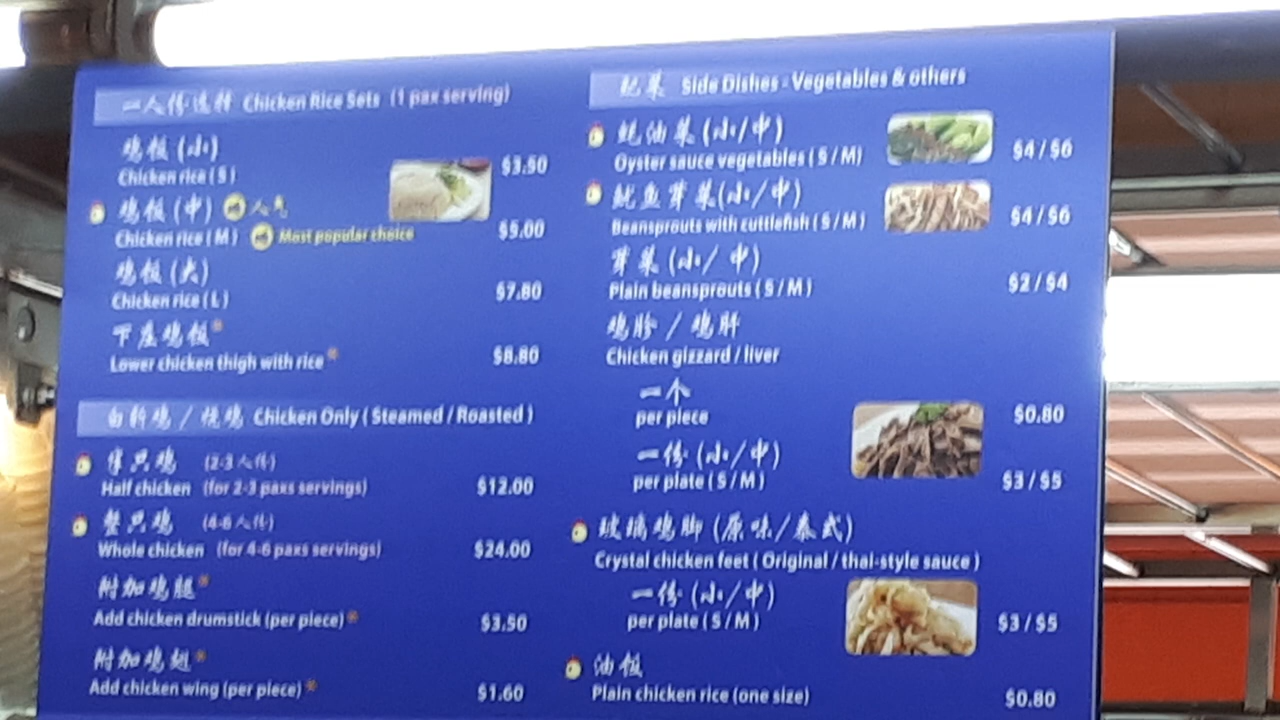 一人份选择 Chicken Rice Sets (1 pax serving)
鸡饭 (小)
Chicken rice ( S ) $3.50
鸡饭 (中) 人气
Chicken rice ( M ) Most popular choice $5.00
鸡饭 (大)
Chicken rice ( L ) $7.80
下庄鸡饭*
Lower chicken thigh with rice * $8.80
白斩鸡 / 烧鸡 Chicken Only ( Steamed / Roasted )
半只鸡 (2-3 人份)
Half chicken (for 2-3 paxs servings) $12.00
整只鸡 (4-6 人份)
Whole chicken (for 4-6 paxs servings) $24.00
附加鸡腿*
Add chicken drumstick (per piece) * $3.50
附加鸡翅*
Add chicken wing (per piece) * $1.60
配菜 Side Dishes - Vegetables & others
蚝油菜 (小/中)
Oyster sauce vegetables ( S / M ) $4 / $6
鱿鱼芽菜(小/中)
Beansprouts with cuttlefish ( S / M ) $4 / $6
芽菜 (小/ 中)
Plain beansprouts ( S / M ) $2 / $4
鸡胗 / 鸡肝
Chicken gizzard / liver
一个
per piece $0.80
一份 (小/中)
per plate ( S / M ) $3 / $5
玻璃鸡脚 (原味/泰式)
Crystal chicken feet ( Original / thai-style sauce )
一份 (小/中)
per plate ( S / M ) $3 / $5
油饭
Plain chicken rice (one size) $0.80